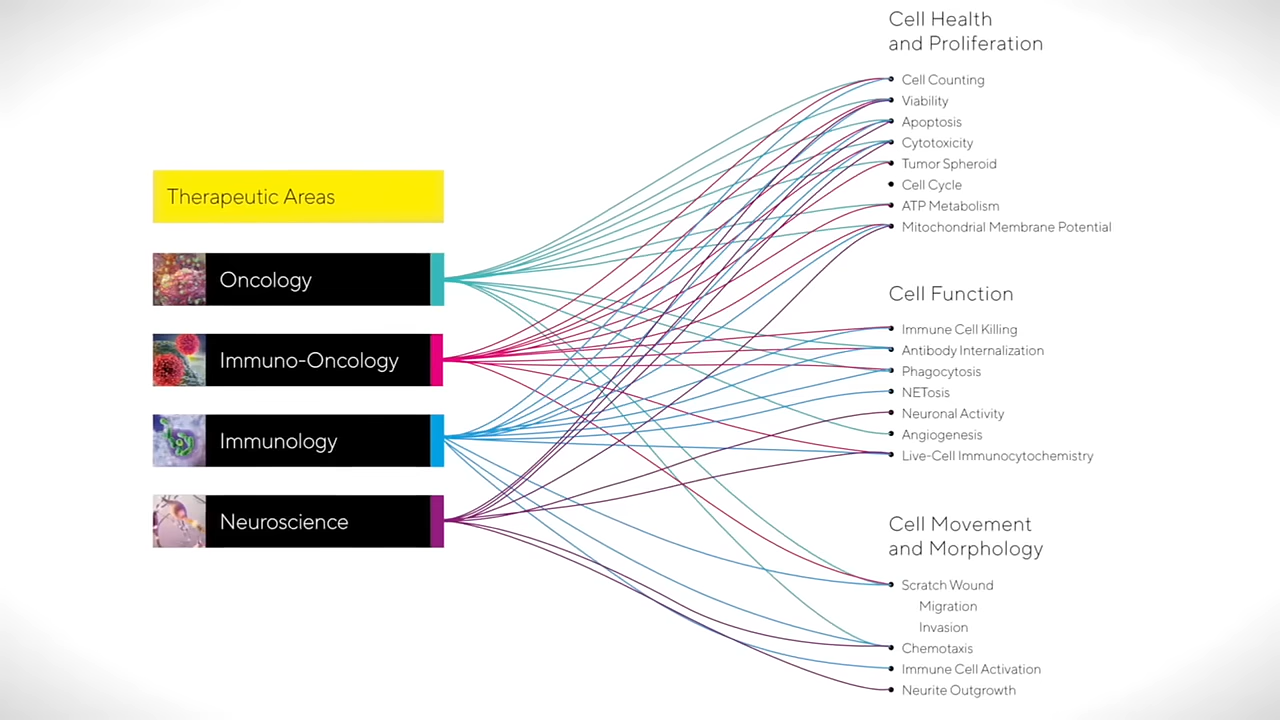 Therapeutic Areas
Oncology
Immuno-Oncology
Immunology
Neuroscience
Cell Health
and Proliferation
Cell Counting
Viability
Apoptosis
Cytotoxicity
Tumor Spheroid
Cell Cycle
ATP Metabolism
Mitochondrial Membrane Potential
Cell Function
Immune Cell Killing
Antibody Internalization
Phagocytosis
NETosis
Neuronal Activity
Angiogenesis
Live-Cell Immunocytochemistry
Cell Movement
and Morphology
Scratch Wound
Migration
Invasion
Chemotaxis
Immune Cell Activation
Neurite Outgrowth